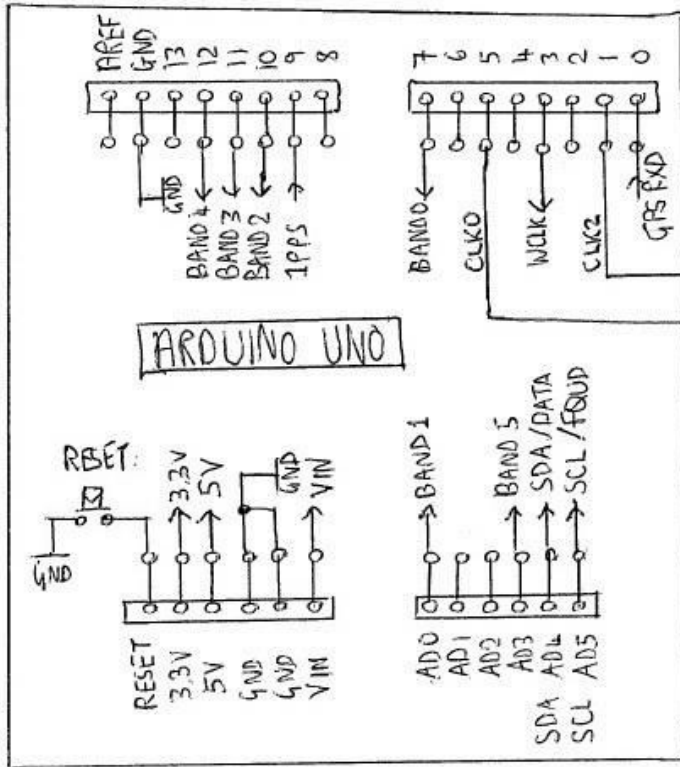 AREF
GND
13
12
11
10
9
8
7
6
5
4
3
2
1
0
GND
BAND 4
BAND 3
BAND 2
1PPS
BAND 0
CLK0
WCLK
CLK2
GPS RXD
ARDUINO UNO
RESET:
GND
3.3V
5V
GND
VIN
BAND 1
BAND 5
SDA/DATA
SCL/FQUD
RESET
3.3V
5V
GND
GND
VIN
AD0
AD1
AD2
AD3
SDA AD4
SCL AD5